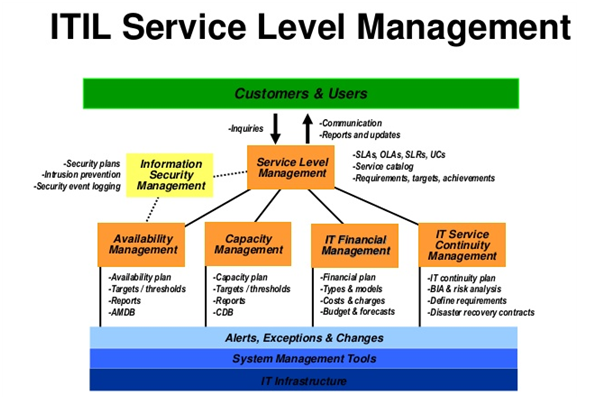 ITIL Service Level Management
Customers & Users
-Inquiries
-Communication
-Reports and updates
-Security plans
-Intrusion prevention
-Security event logging
Information
Security
Management
Service Level
Management
-SLAs, OLAs, SLRs, UCs
-Service catalog
-Requirements, targets, achievements
Availability
Management
Capacity
Management
IT Financial
Management
IT Service
Continuity
Management
-Availability plan
-Targets / thresholds
-Reports
-AMDB
-Capacity plan
-Targets / thresholds
-Reports
-CDB
-Financial plan
-Types & models
-Costs & charges
-Budget & forecasts
-IT continuity plan
-BIA & risk analysis
-Define requirements
-Disaster recovery contracts
Alerts, Exceptions & Changes
System Management Tools
IT Infrastructure